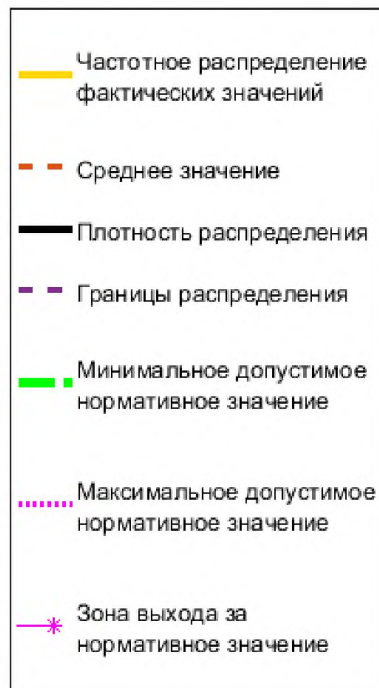 Частотное распределение
фактических значений
Среднее значение
Плотность распределения
Границы распределения
Минимальное допустимое
нормативное значение
Максимальное допустимое
нормативное значение
Зона выхода за
нормативное значение